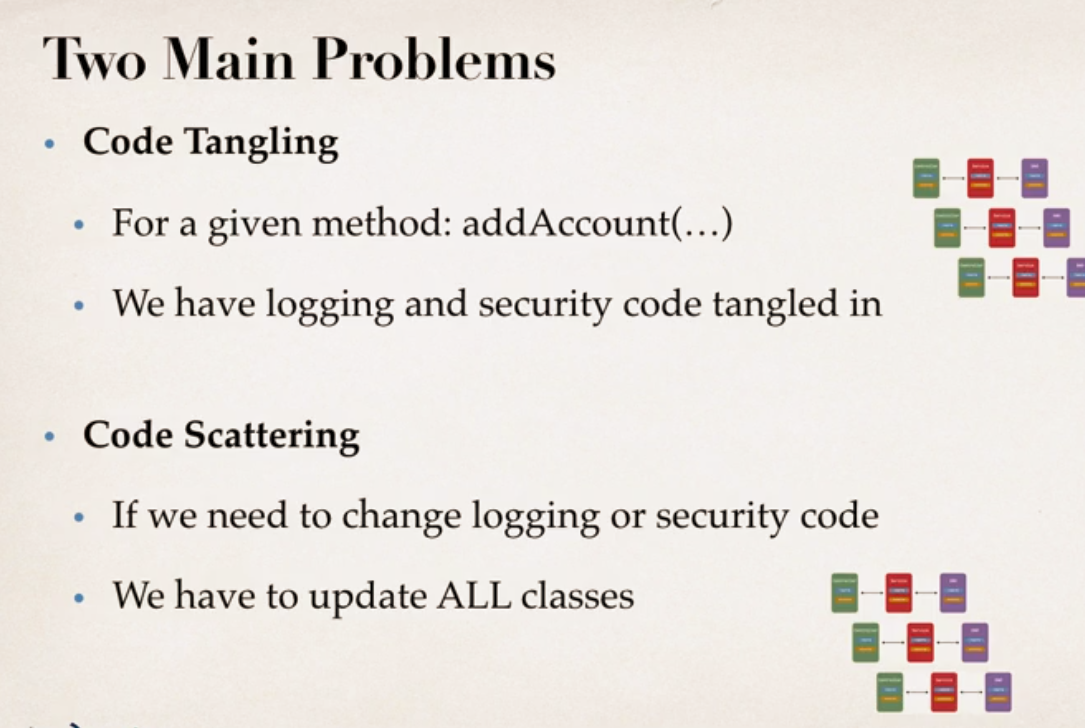 Two Main Problems
• Code Tangling
• For a given method: addAccount(…)
• We have logging and security code tangled in
• Code Scattering
• If we need to change logging or security code
• We have to update ALL classes